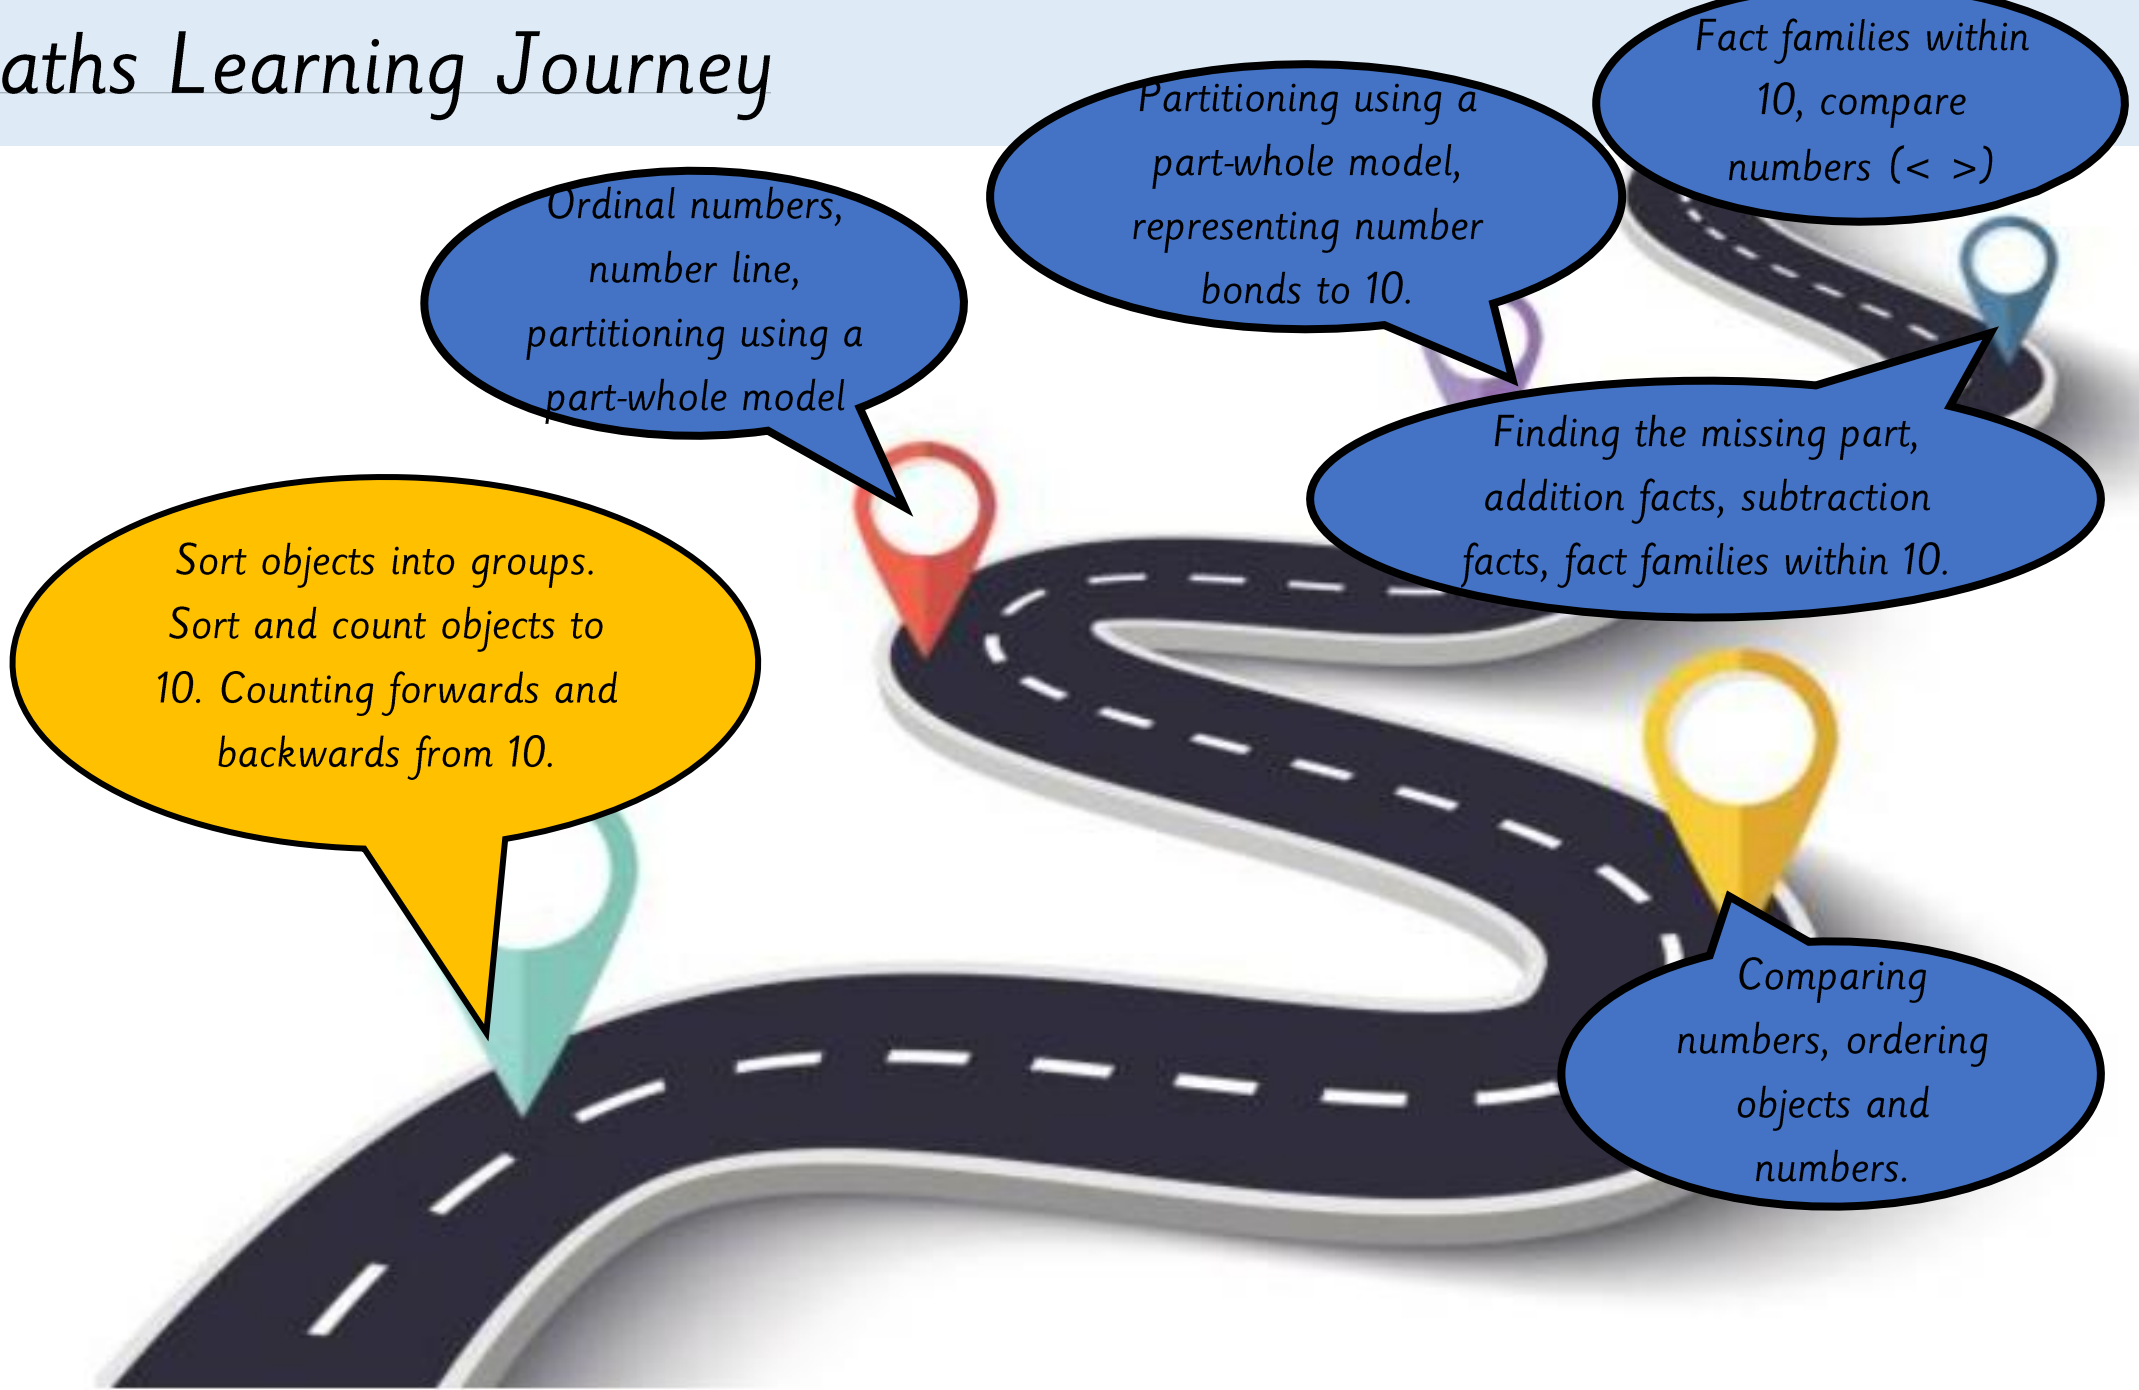 aths Learning Journey
Fact families within
10, compare
numbers (< >)
Partitioning using a
part-whole model,
representing number
bonds to 10.
Ordinal numbers,
number line,
partitioning using a
part-whole model
Finding the missing part,
addition facts, subtraction
facts, fact families within 10.
Sort objects into groups.
Sort and count objects to
10. Counting forwards and
backwards from 10.
Comparing
numbers, ordering
objects and
numbers.